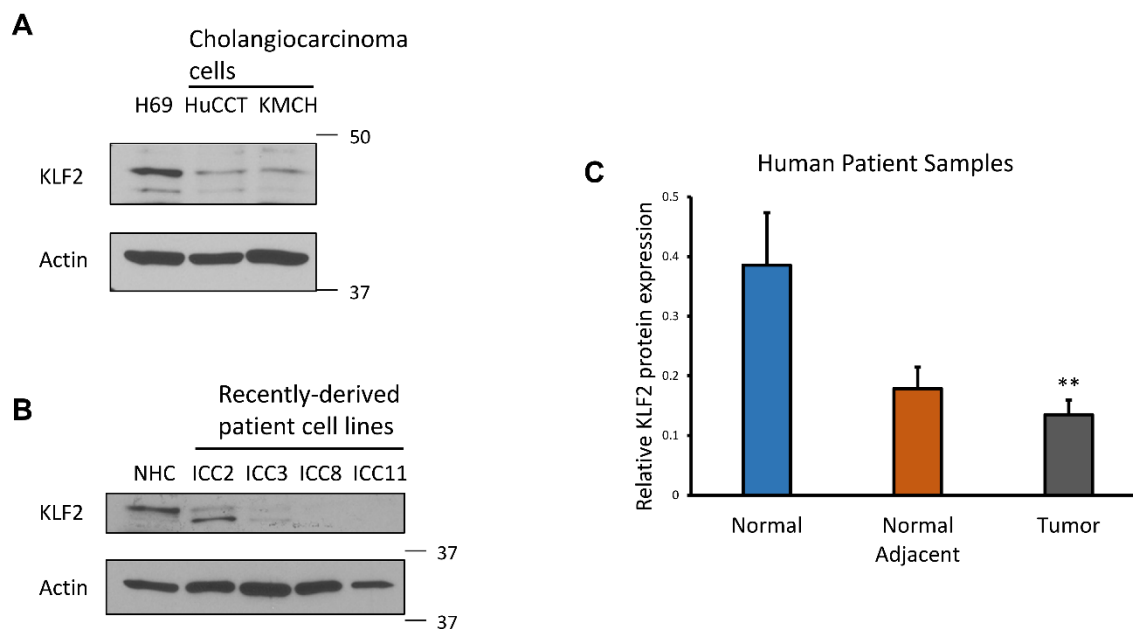 A
Cholangiocarcinoma
cells
H69 HuCCT KMCH
50
KLF2
Actin
37
B
Recently-derived
patient cell lines
NHC ICC2 ICC3 ICC8 ICC11
KLF2
37
Actin
37
C
Human Patient Samples
Relative KLF2 protein expression
0.5
0.4
0.3
0.2
0.1
0
**
Normal Normal Tumor
Adjacent